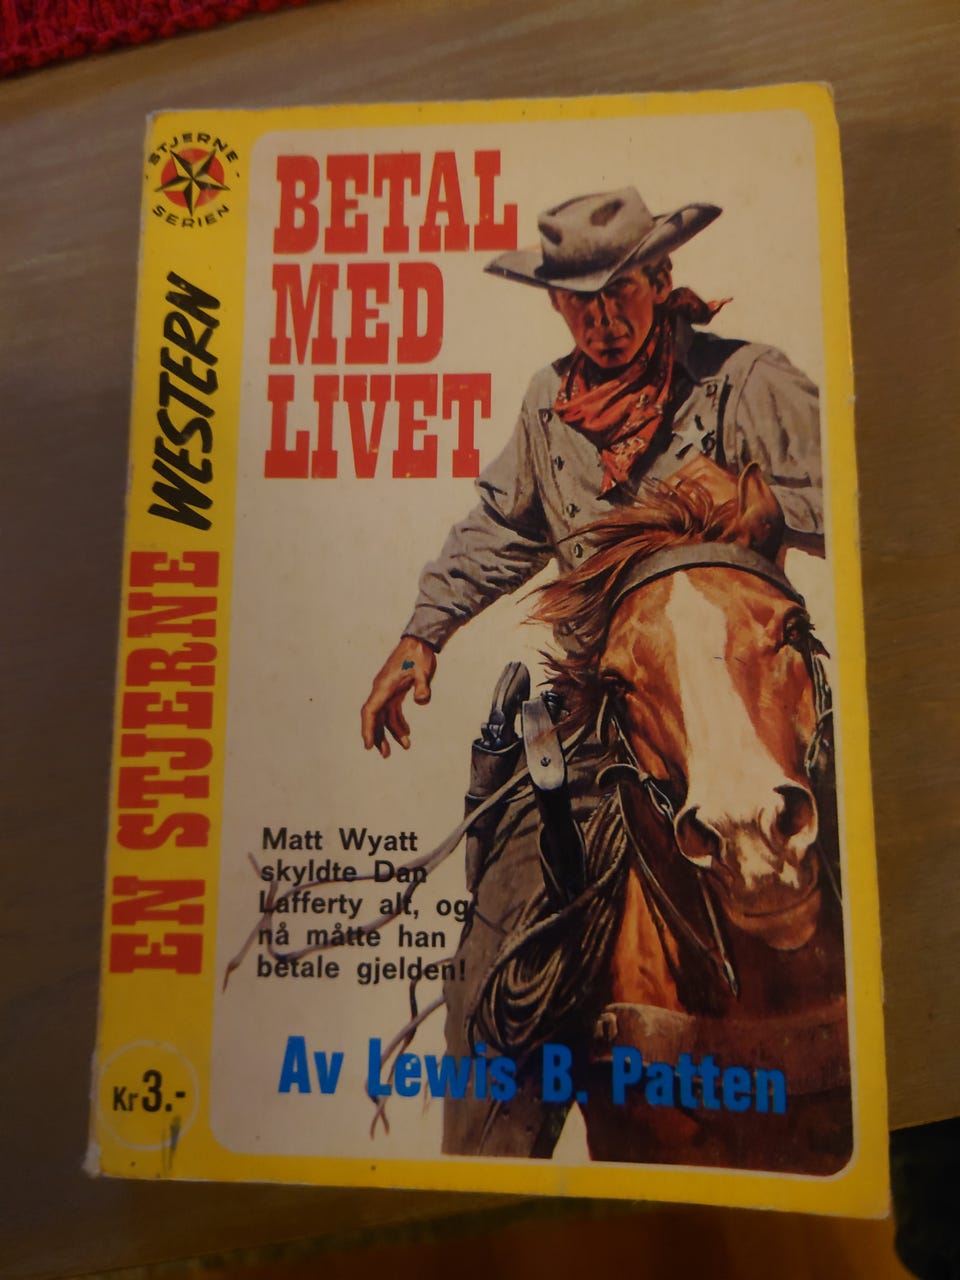 STJERNE
SERIEN
EN STJERNE WESTERN
Kr 3.-
BETAL
MED
LIVET
Matt Wyatt
skyldte Dan
Lafferty alt, og
nå måtte han
betale gjelden!
Av Lewis B. Patten